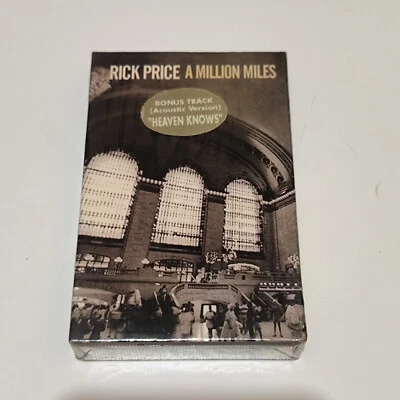 RICK PRICE A MILLION MILES
BONUS TRACK
(Acoustic Version)
"HEAVEN KNOWS"